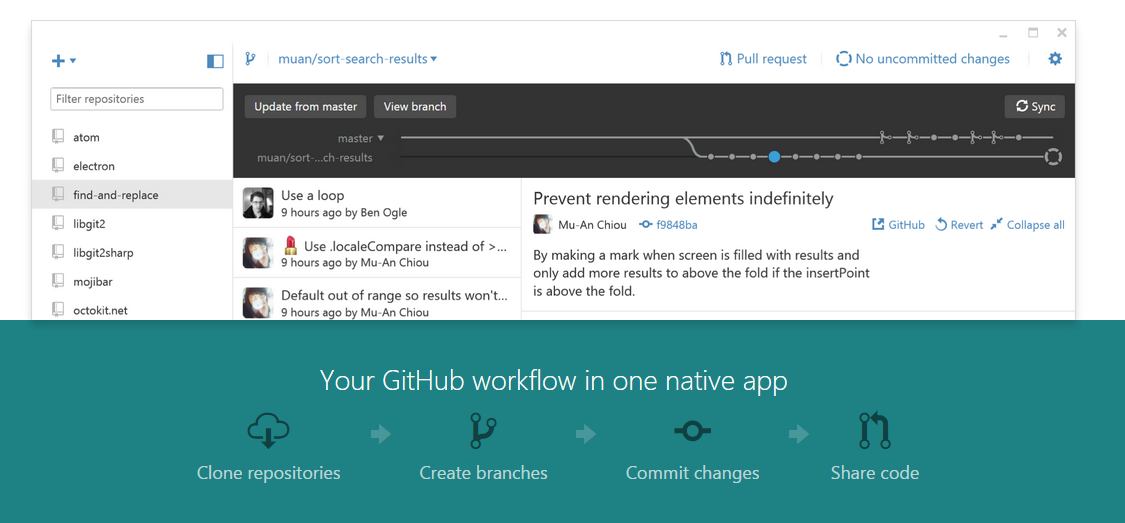 muan/sort-search-results
Pull request
No uncommitted changes
Filter repositories
Update from master
View branch
Sync
master
muan/sort-...ch-results
atom
electron
find-and-replace
libgit2
libgit2sharp
mojibar
octokit.net
Use a loop
9 hours ago by Ben Ogle
Use .localeCompare instead of >...
9 hours ago by Mu-An Chiou
Default out of range so results won't...
9 hours ago by Mu-An Chiou
Prevent rendering elements indefinitely
Mu-An Chiou
f9848ba
GitHub
Revert
Collapse all
By making a mark when screen is filled with results and
only add more results to above the fold if the insertPoint
is above the fold.
Your GitHub workflow in one native app
Clone repositories
Create branches
Commit changes
Share code